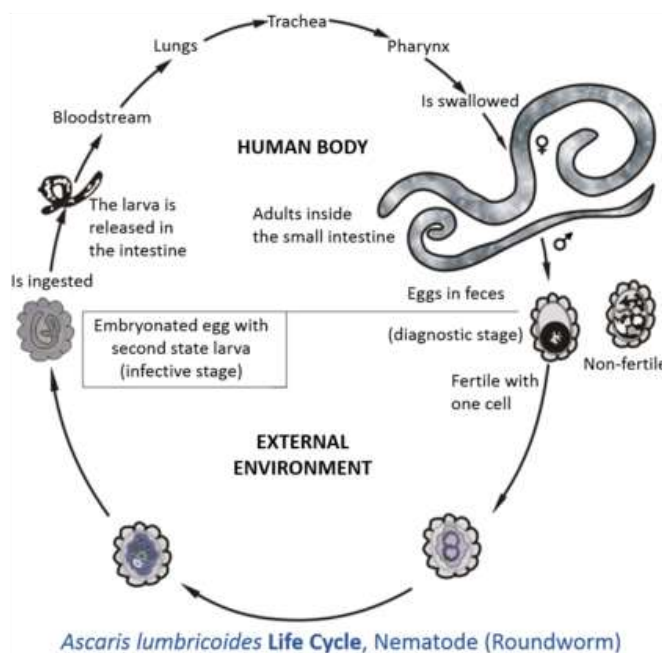 Trachea
Lungs
Pharynx
Bloodstream
Is swallowed
HUMAN BODY
♀
The larva is
released in
the intestine
Adults inside
the small intestine
♂
Is ingested
Eggs in feces
Embryonated egg with
second state larva
(infective stage)
(diagnostic stage)
Non-fertile
Fertile with
one cell
EXTERNAL
ENVIRONMENT
Ascaris lumbricoides Life Cycle, Nematode (Roundworm)